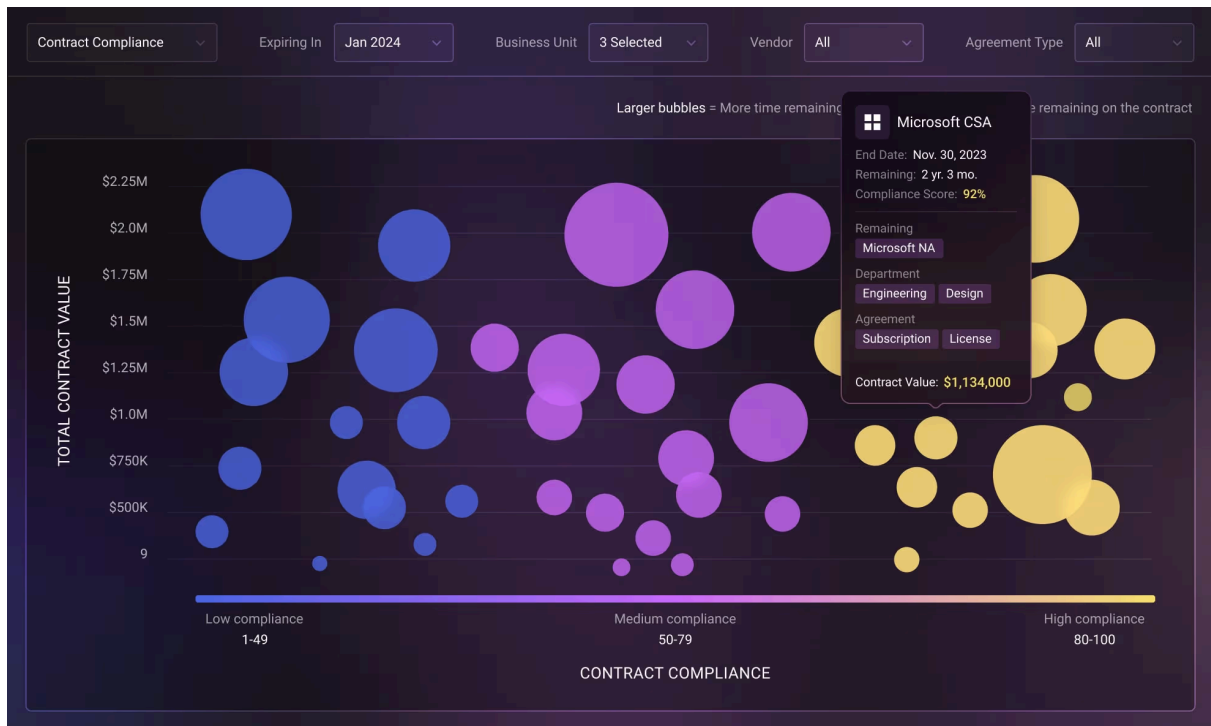 Contract Compliance Expiring In Jan 2024 Business Unit 3 Selected Vendor All Agreement Type All
Larger bubbles = More time remaining
e remaining on the contract
Microsoft CSA
End Date: Nov. 30, 2023
Remaining: 2 yr. 3 mo.
Compliance Score: 92%
Remaining
Microsoft NA
Department
Engineering Design
Agreement
Subscription License
Contract Value: $1,134,000
TOTAL CONTRACT VALUE
$2.25M
$2.0M
$1.75M
$1.5M
$1.25M
$1.0M
$750K
$500K
9
Low compliance Medium compliance High compliance
1-49 50-79 80-100
CONTRACT COMPLIANCE